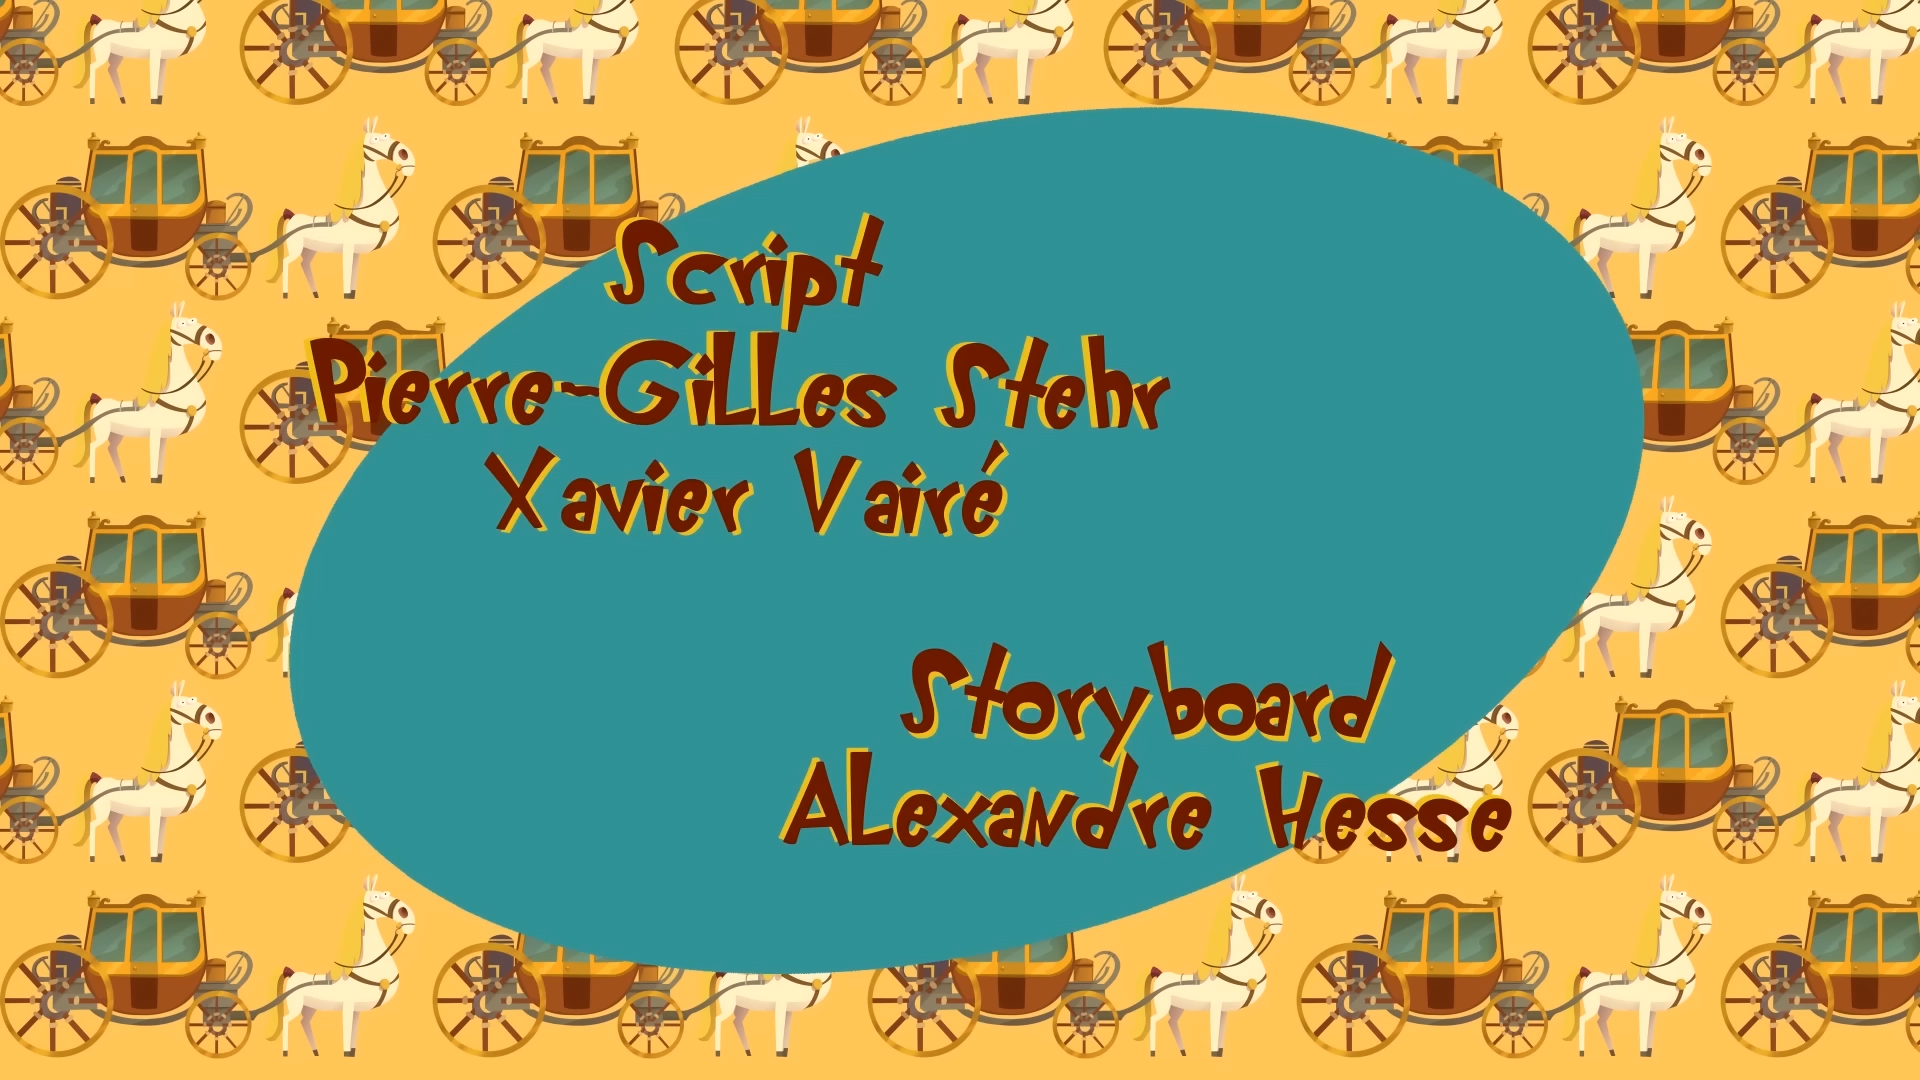 Script
Pierre-Gilles Stehr
Xavier Vairé
Storyboard
Alexandre Hesse